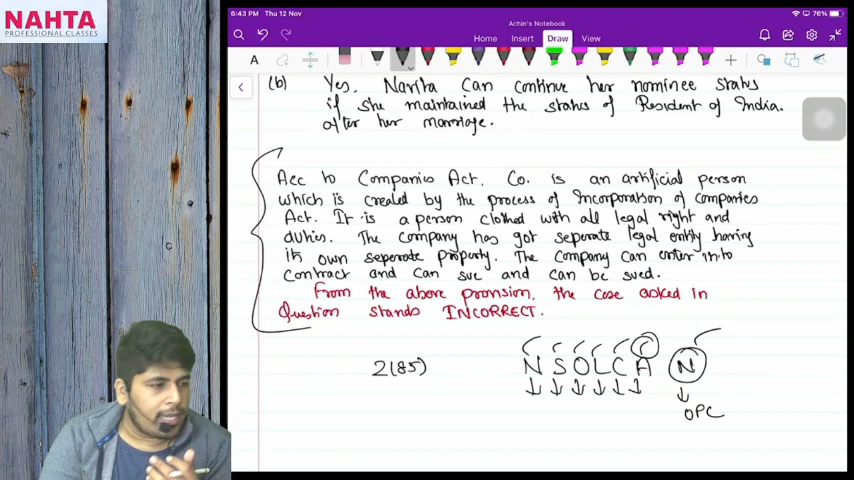 NAHTA
PROFESSIONAL CLASSES
6:43 PM Thu 12 Nov
76%
Achin's Notebook
Home Insert Draw View
A
(b) Yes. Narita Can continue her nominee status
if she maintained the status of Resident of India.
after her marriage.
Acc to Companies Act. Co. is an artificial person
which is created by the process of Incorporation of companies
Act. It is a person clothed with all legal right and
duties. The company has got seperate legal entity having
its own seperate property. The company can enter into
contract and can sue and can be sued.
From the above provision, the case asked in
Question stands INCORRECT.
2(85) N S O L C A N
OPC